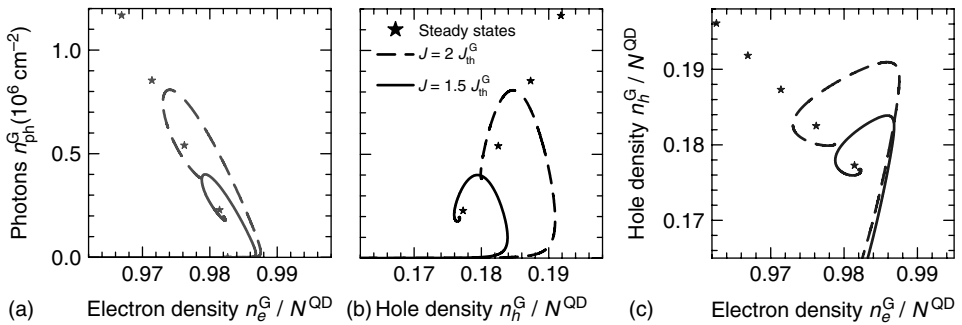 Photons n_ph^G (10^6 cm^−2)
1.0
0.5
0.0
0.97 0.98 0.99
(a) Electron density n_e^G / N^QD
Steady states
J = 2 J_th^G
J = 1.5 J_th^G
0.17 0.18 0.19
(b) Hole density n_h^G / N^QD
Hole density n_h^G / N^QD
0.19
0.18
0.17
0.97 0.98 0.99
(c) Electron density n_e^G / N^QD